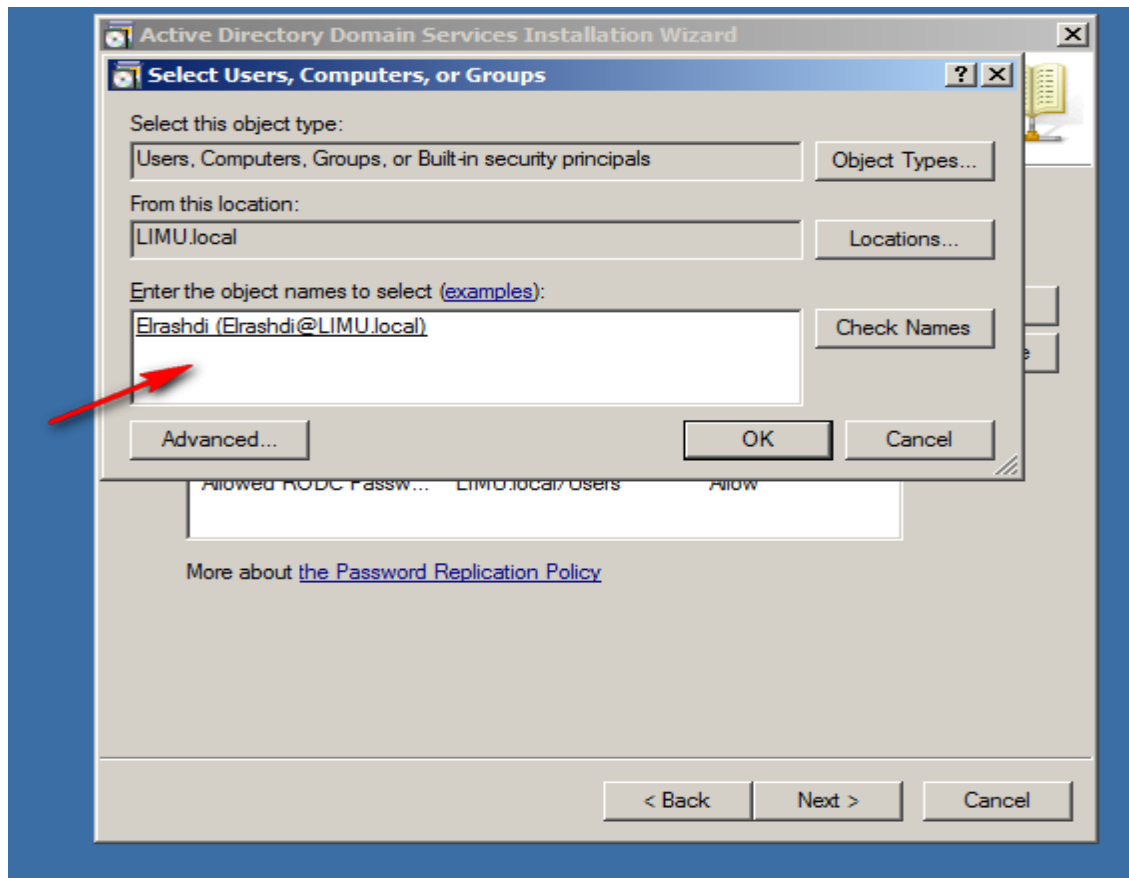 Active Directory Domain Services Installation Wizard
Select Users, Computers, or Groups
Select this object type:
Users, Computers, Groups, or Built-in security principals
Object Types...
From this location:
LIMU.local
Locations...
Enter the object names to select (examples):
Elrashdi (Elrashdi@LIMU.local)
Check Names
Advanced...
OK
Cancel
Allowed RODC Passw... LIMU.local/Users Allow
More about the Password Replication Policy
< Back
Next >
Cancel